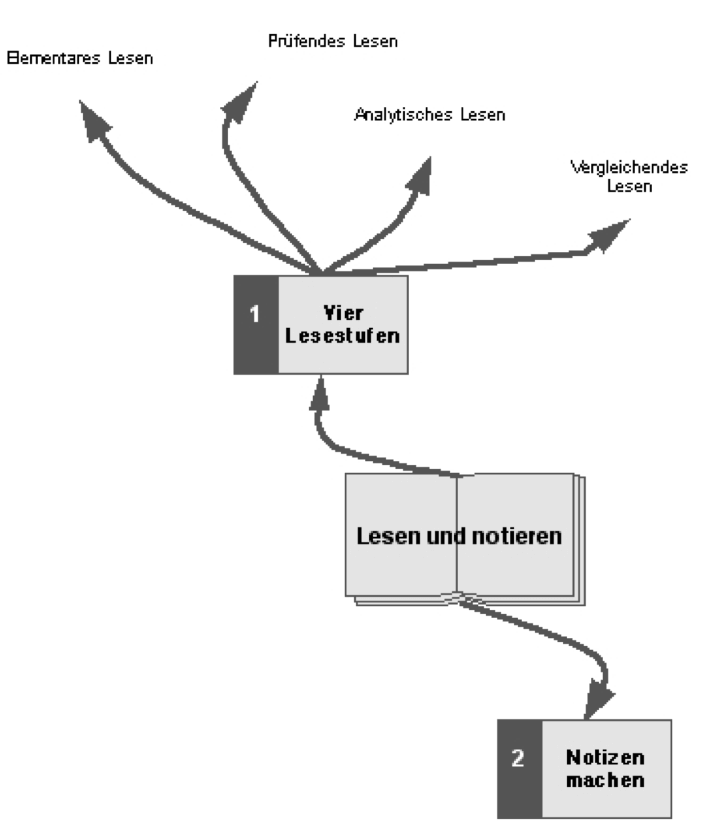 Prüfendes Lesen
Elementares Lesen
Analytisches Lesen
Vergleichendes
Lesen
1
Vier
Lesestufen
Lesen und notieren
2
Notizen
machen